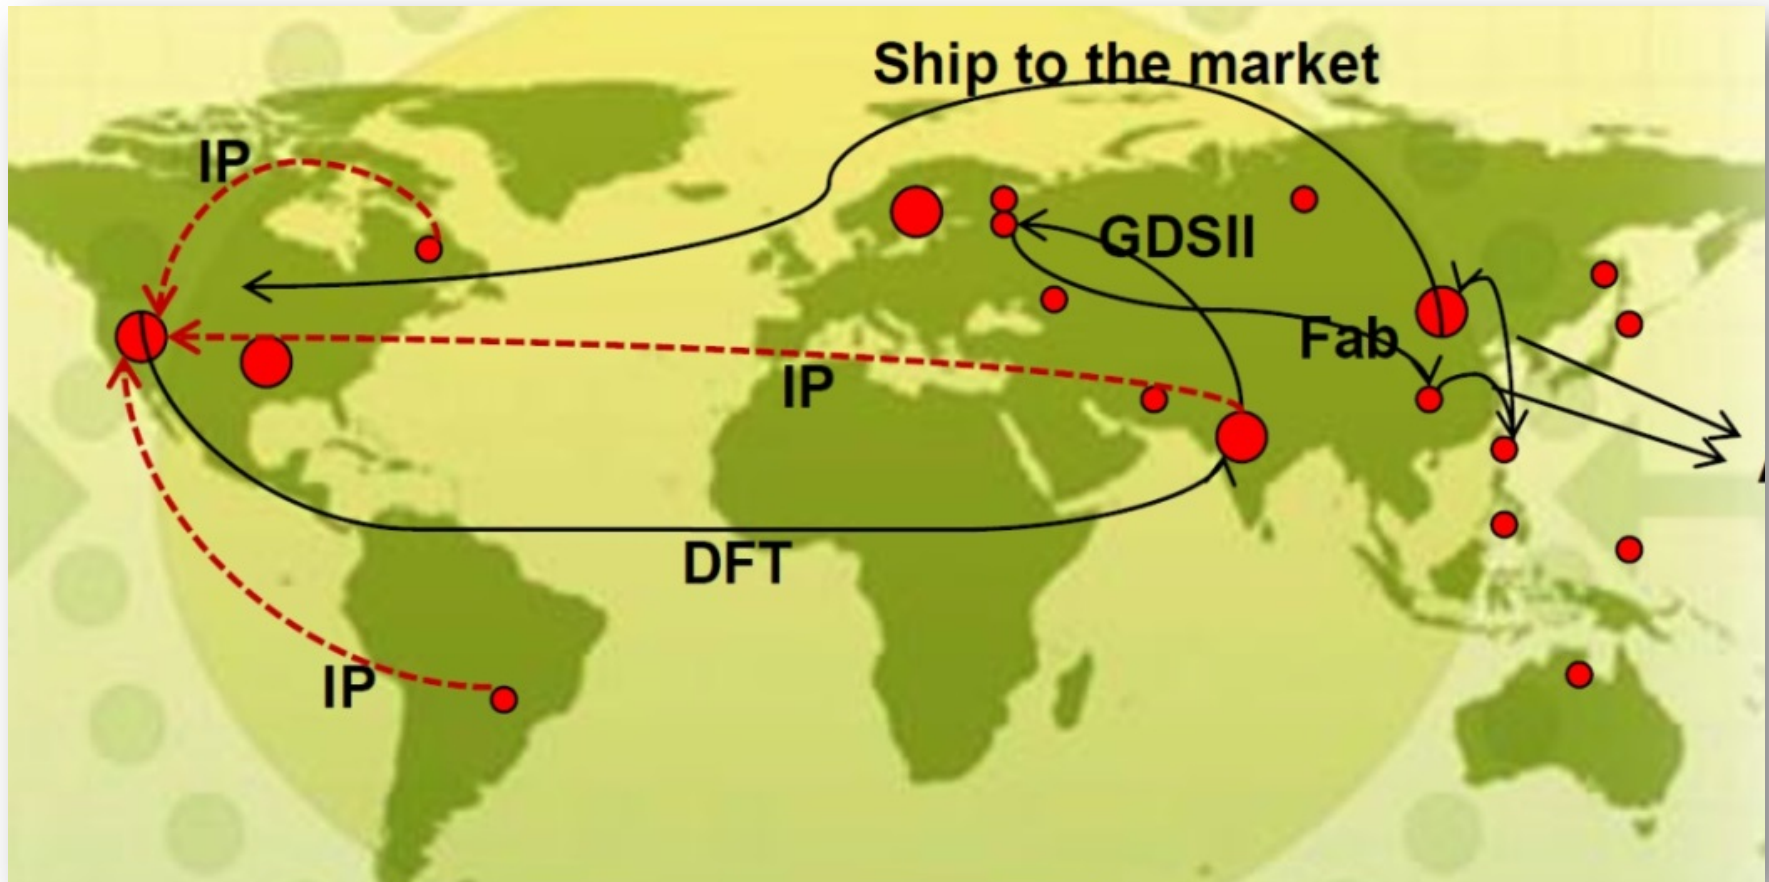 Ship to the market
IP
GDSII
Fab
IP
DFT
IP